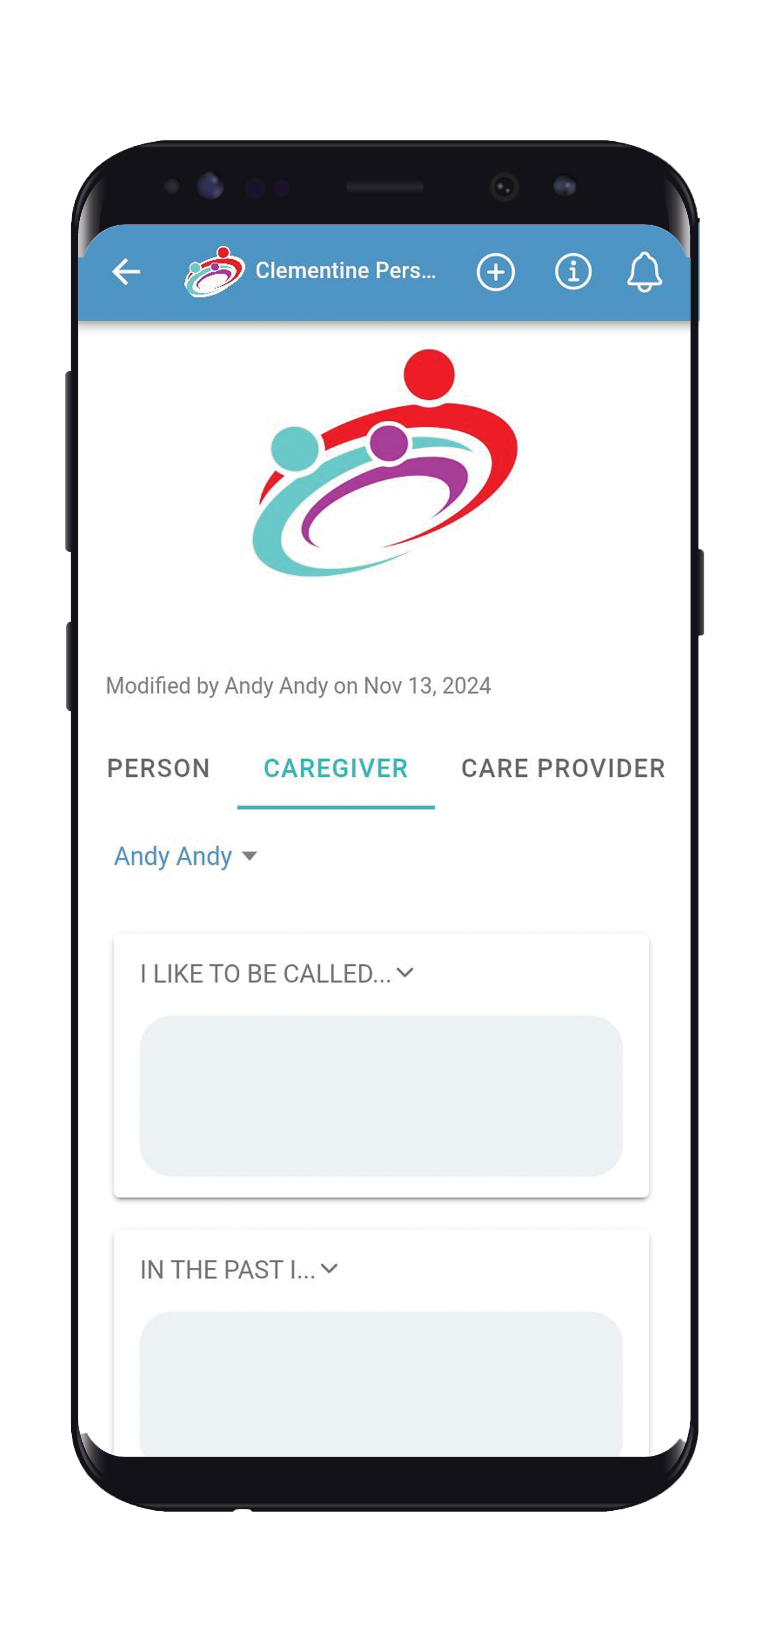 Clementine Pers...
Modified by Andy Andy on Nov 13, 2024
PERSON CAREGIVER CARE PROVIDER
Andy Andy
I LIKE TO BE CALLED...
IN THE PAST I...